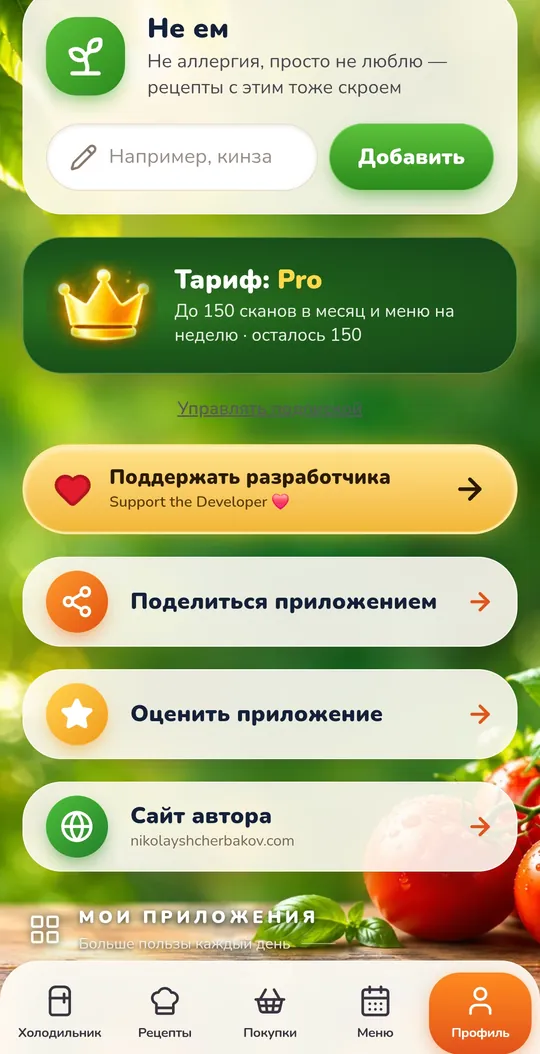 Не ем
Не аллергия, просто не люблю —
рецепты с этим тоже скроем
Например, кинза
Добавить
Тариф: Pro
До 150 сканов в месяц и меню на
неделю · осталось 150
Управлять подпиской
Поддержать разработчика
Support the Developer 💖
Поделиться приложением
Оценить приложение
Сайт автора
nikolayshcherbakov.com
МОИ ПРИЛОЖЕНИЯ
Больше пользы каждый день
Холодильник
Рецепты
Покупки
Меню
Профиль